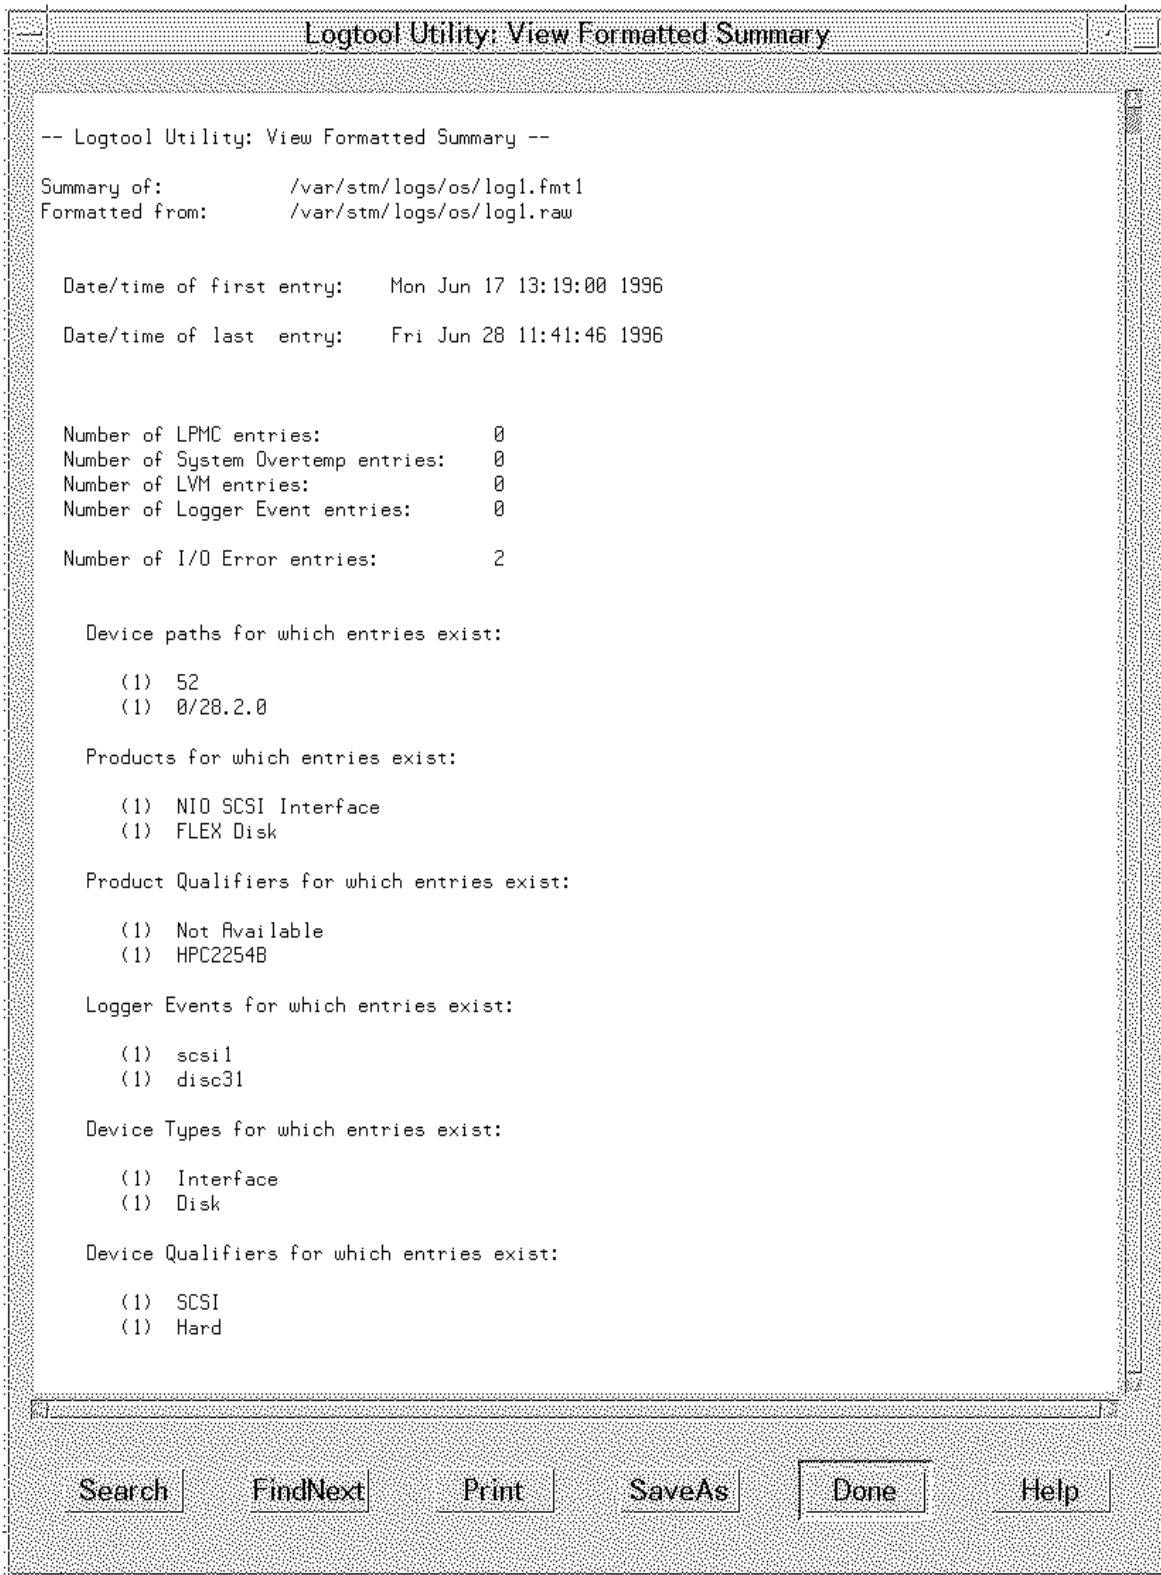 Logtool Utility: View Formatted Summary
-- Logtool Utility: View Formatted Summary --
Summary of: /var/stm/logs/os/log1.fmt1
Formatted from: /var/stm/logs/os/log1.raw
Date/time of first entry: Mon Jun 17 13:19:00 1996
Date/time of last entry: Fri Jun 28 11:41:46 1996
Number of LPMC entries: 0
Number of System Overtemp entries: 0
Number of LVM entries: 0
Number of Logger Event entries: 0
Number of I/O Error entries: 2
Device paths for which entries exist:
(1) 52
(1) 0/28.2.0
Products for which entries exist:
(1) NIO SCSI Interface
(1) FLEX Disk
Product Qualifiers for which entries exist:
(1) Not Available
(1) HPC2254B
Logger Events for which entries exist:
(1) scsi1
(1) disc31
Device Types for which entries exist:
(1) Interface
(1) Disk
Device Qualifiers for which entries exist:
(1) SCSI
(1) Hard
Search FindNext Print SaveAs Done Help